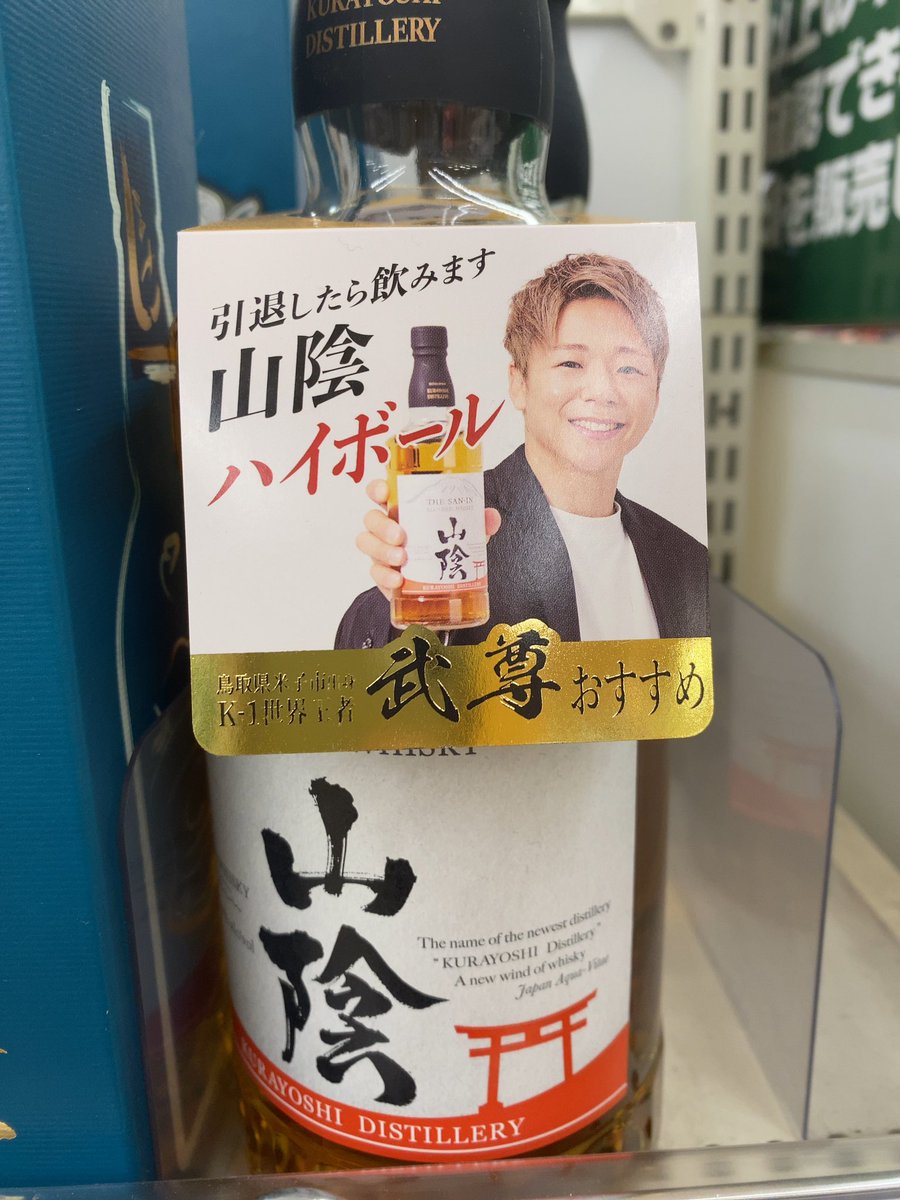 KURAYOSHI
DISTILLERY
引退したら飲みます
山陰
ハイボール
THE SAN-IN
山陰
KURAYOSHI DISTILLERY
鳥取県米子市出身
K-1世界王者
武尊おすすめ
WHISKY
山陰
The name of the newest distillery
"KURAYOSHI Distillery"
A new wind of whisky
Japan Aqua-Vitae
KURAYOSHI DISTILLERY